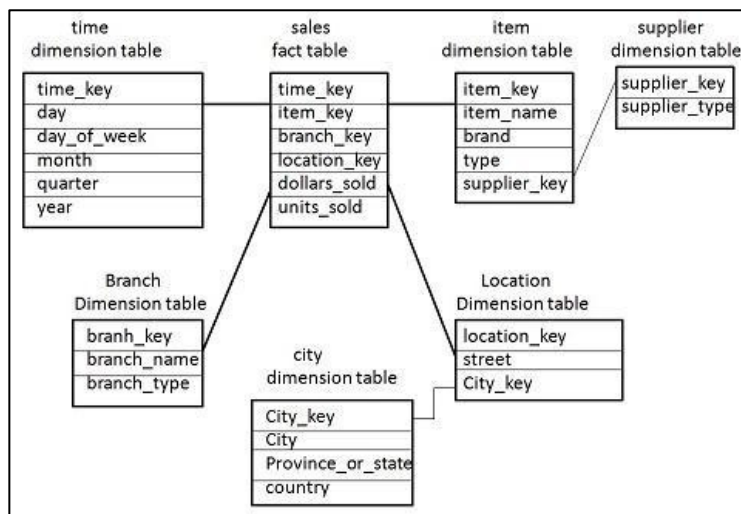 time
dimension table
time_key
day
day_of_week
month
quarter
year
sales
fact table
time_key
item_key
branch_key
location_key
dollars_sold
units_sold
item
dimension table
item_key
item_name
brand
type
supplier_key
supplier
dimension table
supplier_key
supplier_type
Branch
Dimension table
branh_key
branch_name
branch_type
city
dimension table
City_key
City
Province_or_state
country
Location
Dimension table
location_key
street
City_key